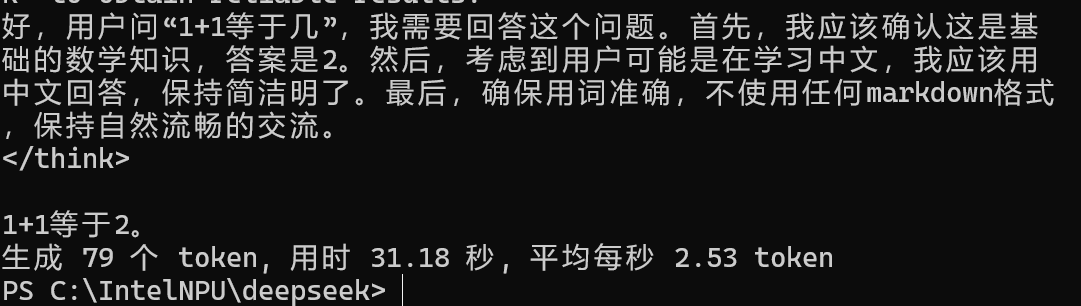 好，用户问“1+1等于几”，我需要回答这个问题。首先，我应该确认这是基
础的数学知识，答案是2。然后，考虑到用户可能是在学习中文，我应该用
中文回答，保持简洁明了。最后，确保用词准确，不使用任何markdown格式
，保持自然流畅的交流。
</think>
1+1等于2。
生成 79 个 token，用时 31.18 秒，平均每秒 2.53 token
PS C:\IntelNPU\deepseek>